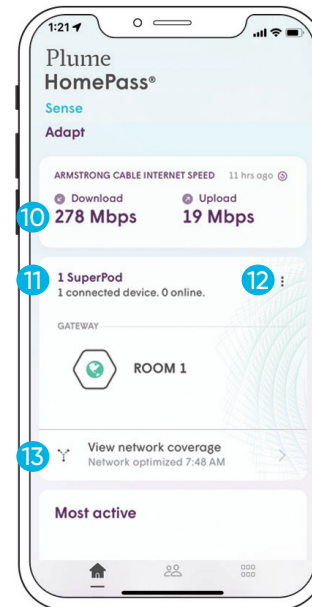 1:21
Plume
HomePass®
Sense
Adapt
ARMSTRONG CABLE INTERNET SPEED 11 hrs ago
Download Upload
10 278 Mbps 19 Mbps
11 1 SuperPod 12
1 connected device. 0 online.
GATEWAY
ROOM 1
13 View network coverage
Network optimized 7:48 AM
Most active